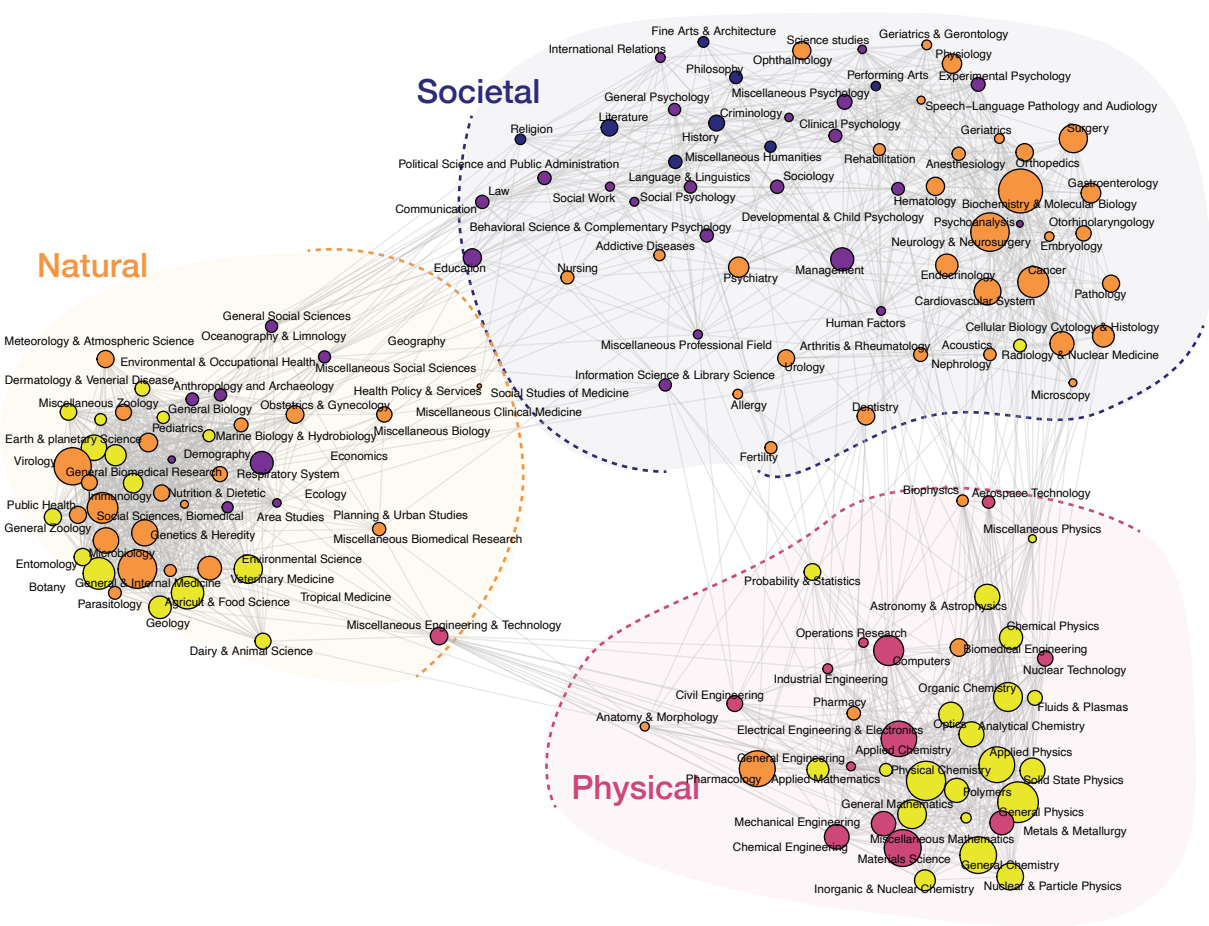 Fine Arts & Architecture
Science studies
Geriatrics & Gerontology
International Relations
Ophthalmology
Physiology
Philosophy
Performing Arts
Experimental Psychology
Societal
General Psychology
Miscellaneous Psychology
Speech−Language Pathology and Audiology
Literature
Criminology
Religion
History
Clinical Psychology
Geriatrics
Surgery
Political Science and Public Administration
Miscellaneous Humanities
Rehabilitation
Anesthesiology
Orthopedics
Law
Language & Linguistics
Sociology
Gastroenterology
Communication
Social Work
Social Psychology
Hematology
Biochemistry & Molecular Biology
Behavioral Science & Complementary Psychology
Developmental & Child Psychology
Psychoanalysis
Otorhinolaryngology
Addictive Diseases
Neurology & Neurosurgery
Embryology
Natural
Education
Nursing
Psychiatry
Management
Endocrinology
Cancer
Cardiovascular System
Pathology
General Social Sciences
Human Factors
Oceanography & Limnology
Cellular Biology Cytology & Histology
Meteorology & Atmospheric Science
Geography
Miscellaneous Professional Field
Arthritis & Rheumatology
Acoustics
Radiology & Nuclear Medicine
Environmental & Occupational Health
Miscellaneous Social Sciences
Urology
Nephrology
Dermatology & Venerial Disease
Anthropology and Archaeology
Health Policy & Services
Social Studies of Medicine
Information Science & Library Science
Microscopy
Miscellaneous Zoology
General Biology
Obstetrics & Gynecology
Miscellaneous Clinical Medicine
Allergy
Dentistry
Pediatrics
Marine Biology & Hydrobiology
Miscellaneous Biology
Earth & planetary Science
Demography
Economics
Fertility
Virology
General Biomedical Research
Respiratory System
Immunology
Nutrition & Dietetic
Ecology
Biophysics
Aerospace Technology
Public Health
Social Sciences, Biomedical
Area Studies
Planning & Urban Studies
General Zoology
Genetics & Heredity
Miscellaneous Biomedical Research
Miscellaneous Physics
Microbiology
Entomology
General & Internal Medicine
Environmental Science
Veterinary Medicine
Probability & Statistics
Botany
Parasitology
Agricult & Food Science
Tropical Medicine
Astronomy & Astrophysics
Geology
Miscellaneous Engineering & Technology
Operations Research
Chemical Physics
Dairy & Animal Science
Computers
Biomedical Engineering
Industrial Engineering
Nuclear Technology
Civil Engineering
Pharmacy
Organic Chemistry
Fluids & Plasmas
Anatomy & Morphology
Electrical Engineering & Electronics
Optics
Analytical Chemistry
General Engineering
Applied Chemistry
Applied Physics
Physical
Pharmacology
Applied Mathematics
Physical Chemistry
Solid State Physics
Polymers
General Mathematics
General Physics
Mechanical Engineering
Miscellaneous Mathematics
Metals & Metallurgy
Chemical Engineering
Materials Science
General Chemistry
Inorganic & Nuclear Chemistry
Nuclear & Particle Physics